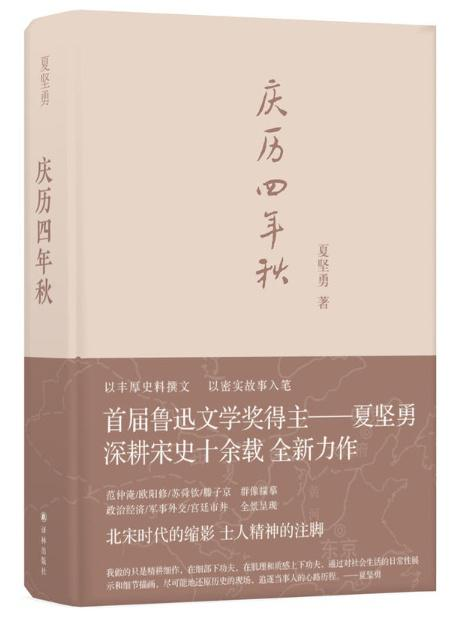 夏坚勇
庆历四年秋
译林出版社
庆历四年秋
夏坚勇 著
以丰厚史料撰文 以密实故事入笔
首届鲁迅文学奖得主——夏坚勇
深耕宋史十余载 全新力作
范仲淹/欧阳修/苏舜钦/滕子京 群像摹摹
政治经济/军事外交/宫廷市井 全景呈现
北宋时代的缩影 士人精神的注脚
我做的只是精耕细作，在细部下功夫，在肌理和质感上下功夫，通过对社会生活的日常性展
示和细节描画，尽可能地还原历史的现场，追逐当事人的心路历程。——夏坚勇
黄河
东京